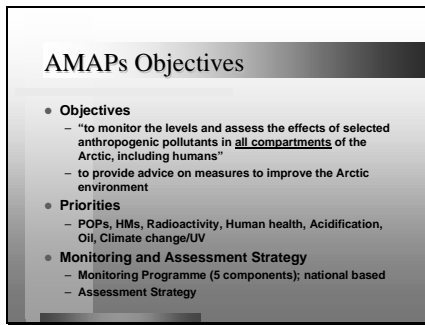 AMAPs Objectives
● Objectives
– “to monitor the levels and assess the effects of selected
anthropogenic pollutants in all compartments of the
Arctic, including humans”
– to provide advice on measures to improve the Arctic
environment
● Priorities
– POPs, HMs, Radioactivity, Human health, Acidification,
Oil, Climate change/UV
● Monitoring and Assessment Strategy
– Monitoring Programme (5 components); national based
– Assessment Strategy